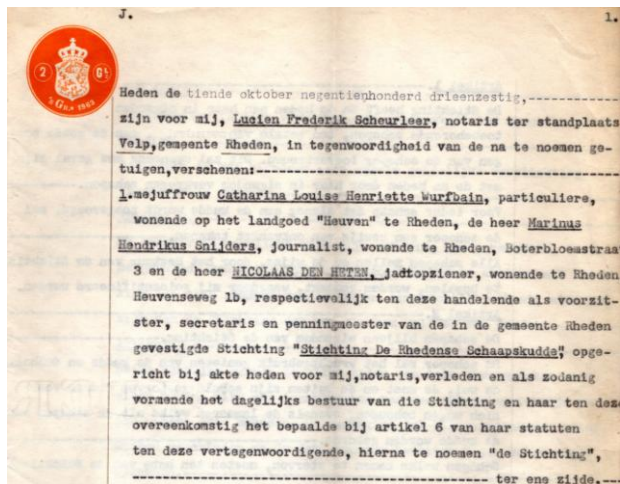 J.
1.
2 Gl
's Gr. 1963
Heden de tiende oktober negentienhonderd drieenzestig,-----------
zijn voor mij, Lucien Frederik Scheurleer, notaris ter standplaats
Velp,gemeente Rheden, in tegenwoordigheid van de na te noemen ge-
tuigen,verschenen:---------------------------------------------
1.mejuffrouw Catharina Louise Henriette Wurfbain, particuliere,
wonende op het landgoed "Heuven" te Rheden, de heer Marinus
Hendrikus Snijders, journalist, wonende te Rheden, Boterbloemstraa
3 en de heer NICOLAAS DEN HETEN, jachtopziener, wonende te Rheden
Heuvenseweg 1b, respectievelijk ten deze handelende als voorzit-
ster, secretaris en penningmeester van de in de gemeente Rheden
gevestigde Stichting "Stichting De Rhedense Schaapskudde", opge-
richt bij akte heden voor mij,notaris,verleden en als zodanig
vormende het dagelijks bestuur van die Stichting en haar ten deze
overeenkomstig het bepaalde bij artikel 6 van haar statuten
ten deze vertegenwoordigende, hierna te noemen "de Stichting",
------------------------------------------------ ter ene zijde,---